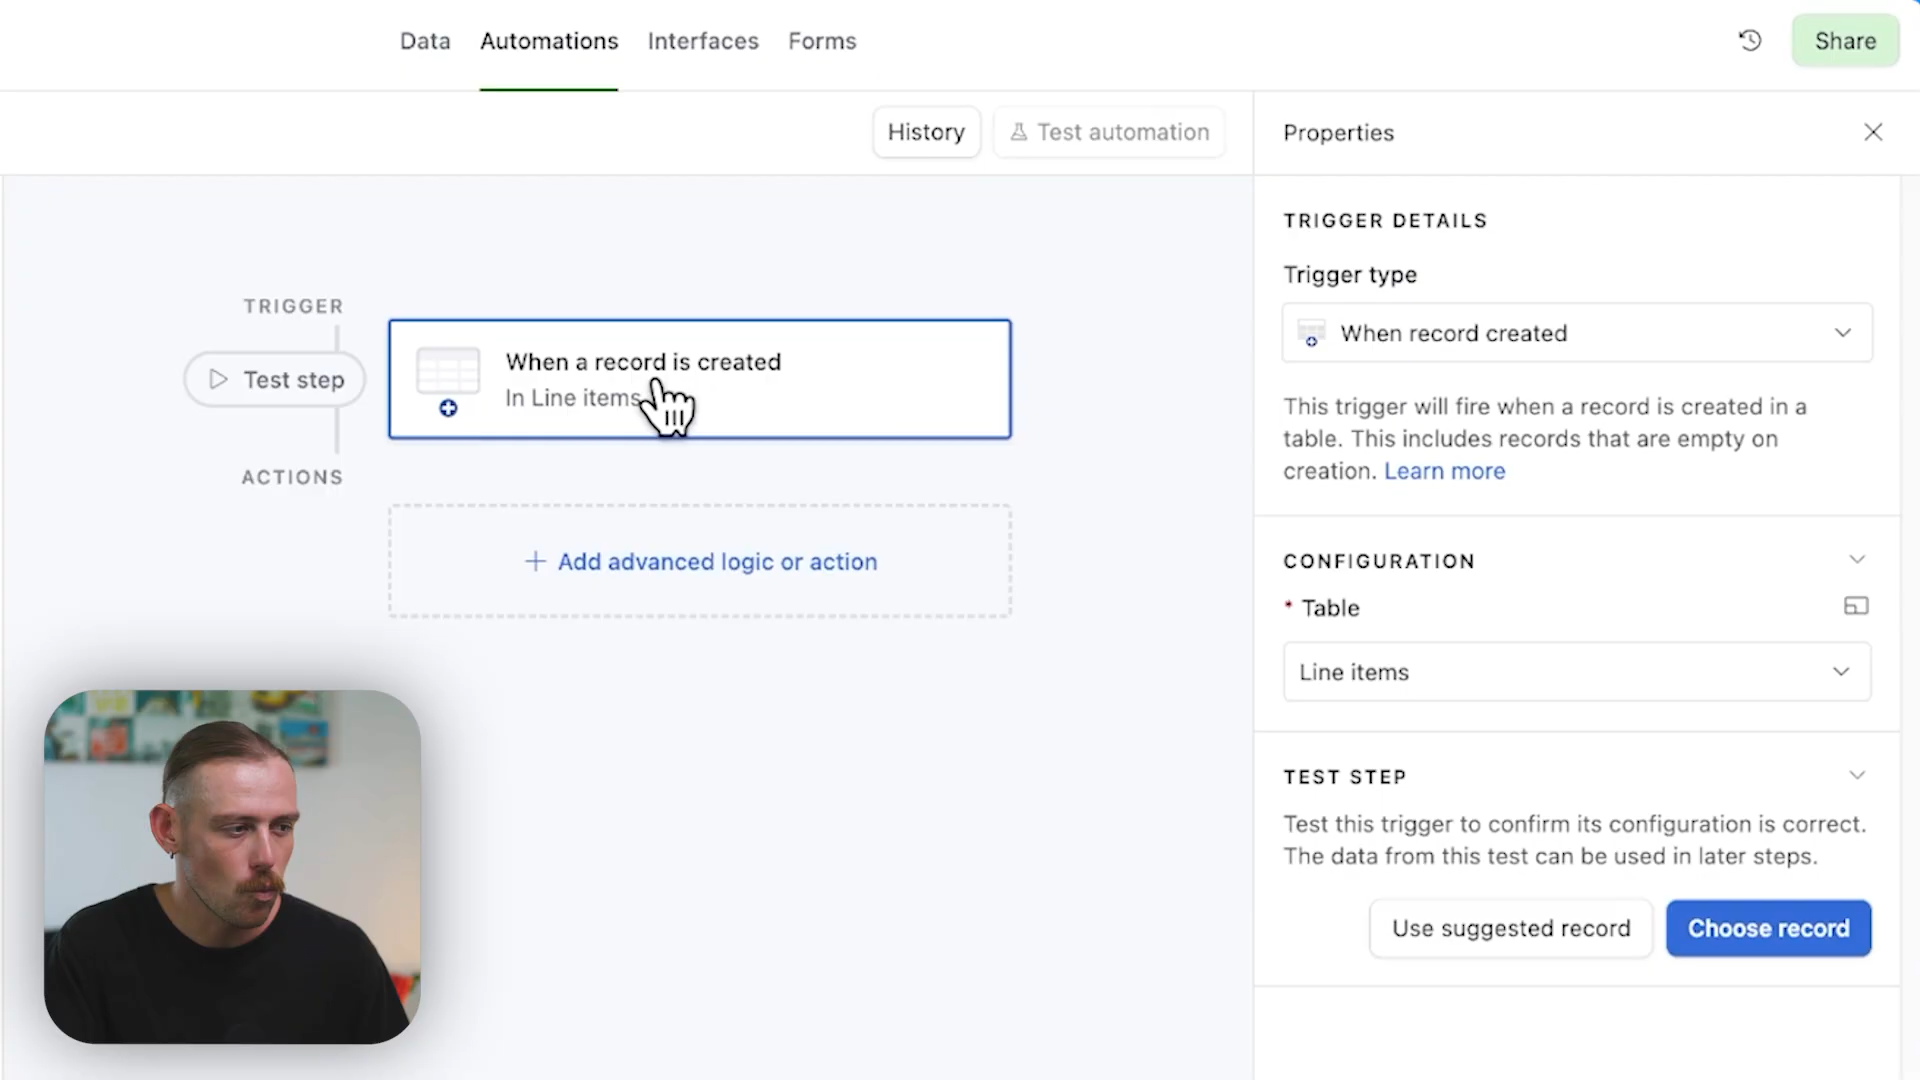 Data Automations Interfaces Forms
Share
History
Test automation
Properties
TRIGGER DETAILS
Trigger type
When record created
This trigger will fire when a record is created in a
table. This includes records that are empty on
creation. Learn more
TRIGGER
Test step
When a record is created
In Line items
ACTIONS
+ Add advanced logic or action
CONFIGURATION
* Table
Line items
TEST STEP
Test this trigger to confirm its configuration is correct.
The data from this test can be used in later steps.
Use suggested record
Choose record